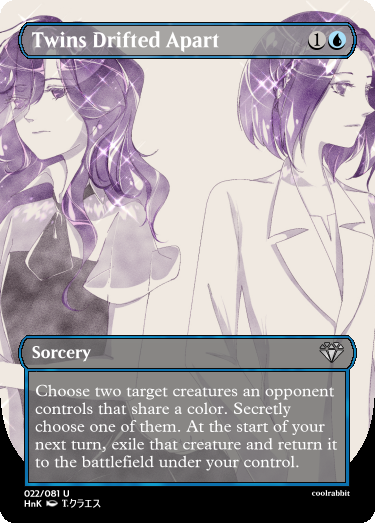 Twins Drifted Apart 1
Sorcery
Choose two target creatures an opponent
controls that share a color. Secretly
choose one of them. At the start of your
next turn, exile that creature and return it
to the battlefield under your control.
022/081 U
HnK T.クラエス
coolrabbit